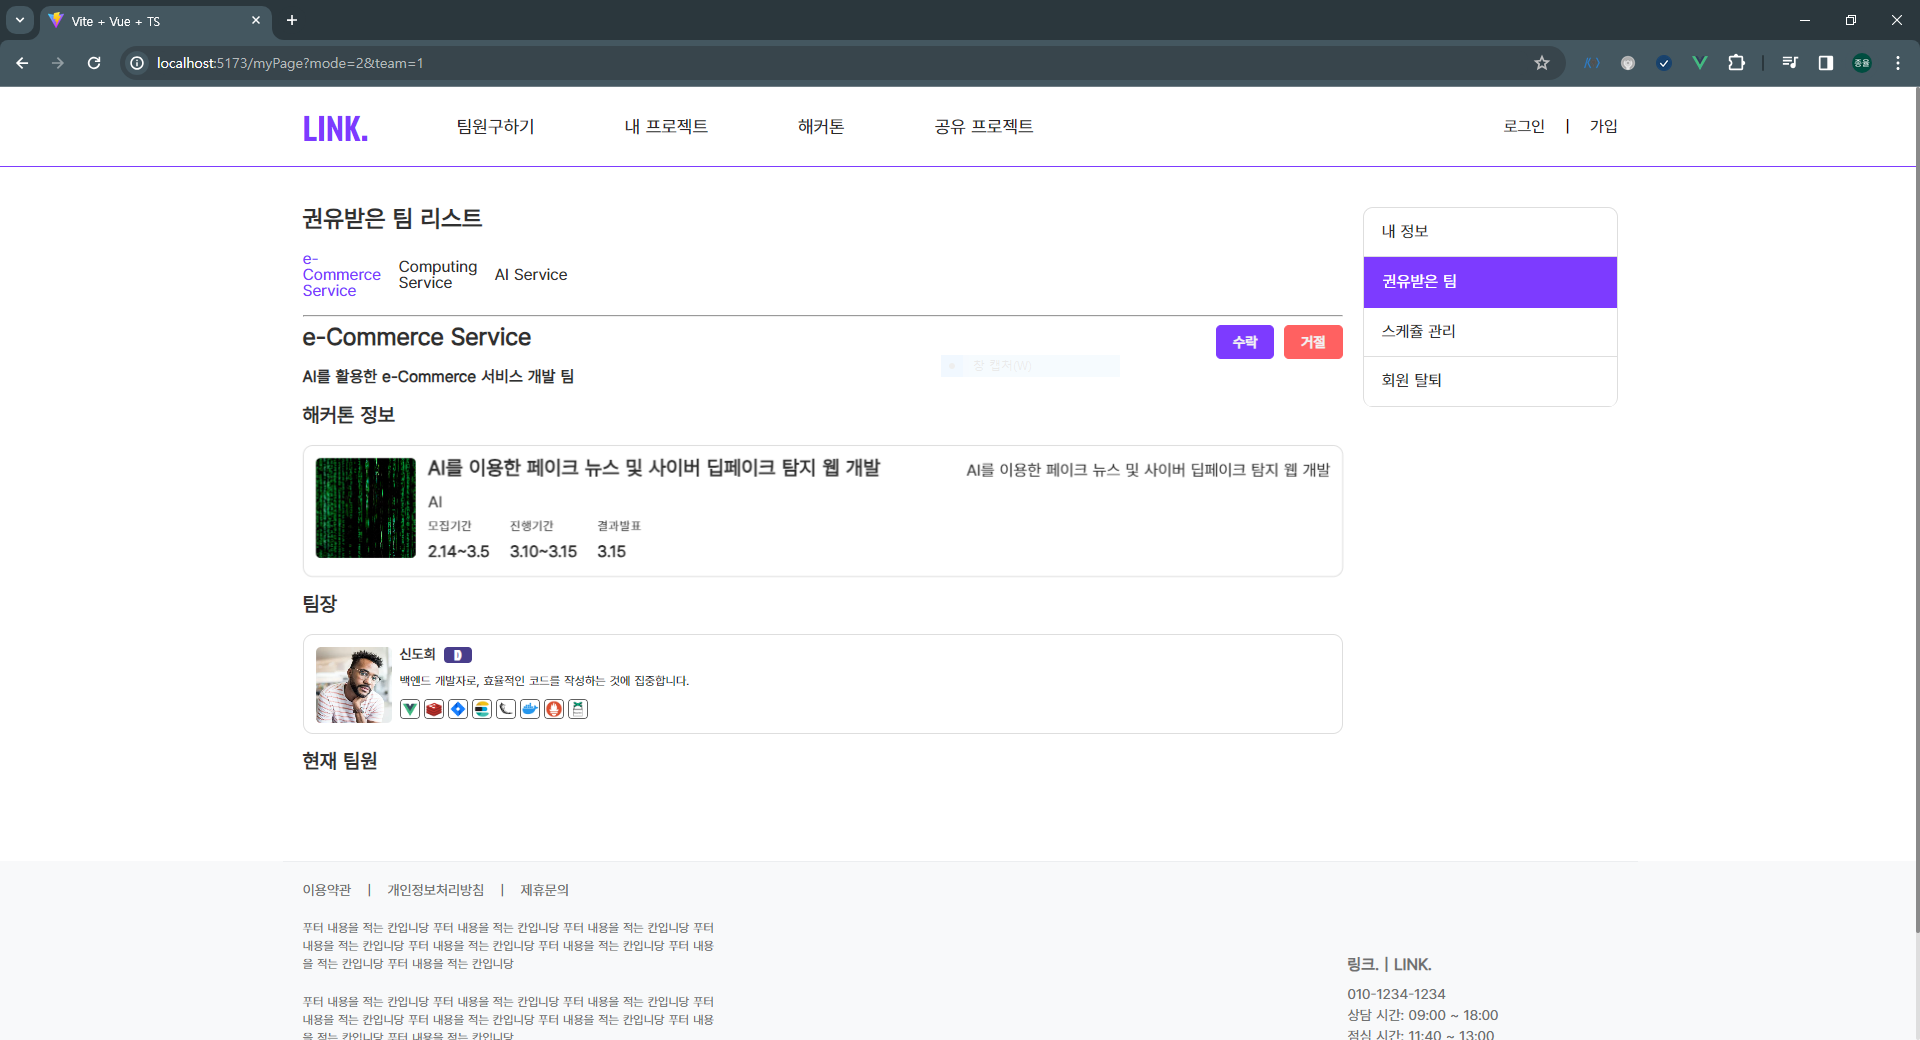 Vite + Vue + TS
localhost:5173/myPage?mode=2&team=1
종율
LINK.
팀원구하기
내 프로젝트
해커톤
공유 프로젝트
로그인 | 가입
권유받은 팀 리스트
e-
Commerce
Service
Computing
Service
AI Service
e-Commerce Service
수락
거절
창 캡처(W)
AI를 활용한 e-Commerce 서비스 개발 팀
해커톤 정보
AI를 이용한 페이크 뉴스 및 사이버 딥페이크 탐지 웹 개발
AI를 이용한 페이크 뉴스 및 사이버 딥페이크 탐지 웹 개발
AI
모집기간
진행기간
결과발표
2.14~3.5
3.10~3.15
3.15
팀장
신도희
D
백엔드 개발자로, 효율적인 코드를 작성하는 것에 집중합니다.
현재 팀원
내 정보
권유받은 팀
스케쥴 관리
회원 탈퇴
이용약관 | 개인정보처리방침 | 제휴문의
푸터 내용을 적는 칸입니당 푸터 내용을 적는 칸입니당 푸터 내용을 적는 칸입니당 푸터
내용을 적는 칸입니당 푸터 내용을 적는 칸입니당 푸터 내용을 적는 칸입니당 푸터 내용
을 적는 칸입니당 푸터 내용을 적는 칸입니당
푸터 내용을 적는 칸입니당 푸터 내용을 적는 칸입니당 푸터 내용을 적는 칸입니당 푸터
내용을 적는 칸입니당 푸터 내용을 적는 칸입니당 푸터 내용을 적는 칸입니당 푸터 내용
을 적는 칸입니당 푸터 내용을 적는 칸입니당
링크. | LINK.
010-1234-1234
상담 시간: 09:00 ~ 18:00
점심 시간: 11:40 ~ 13:00